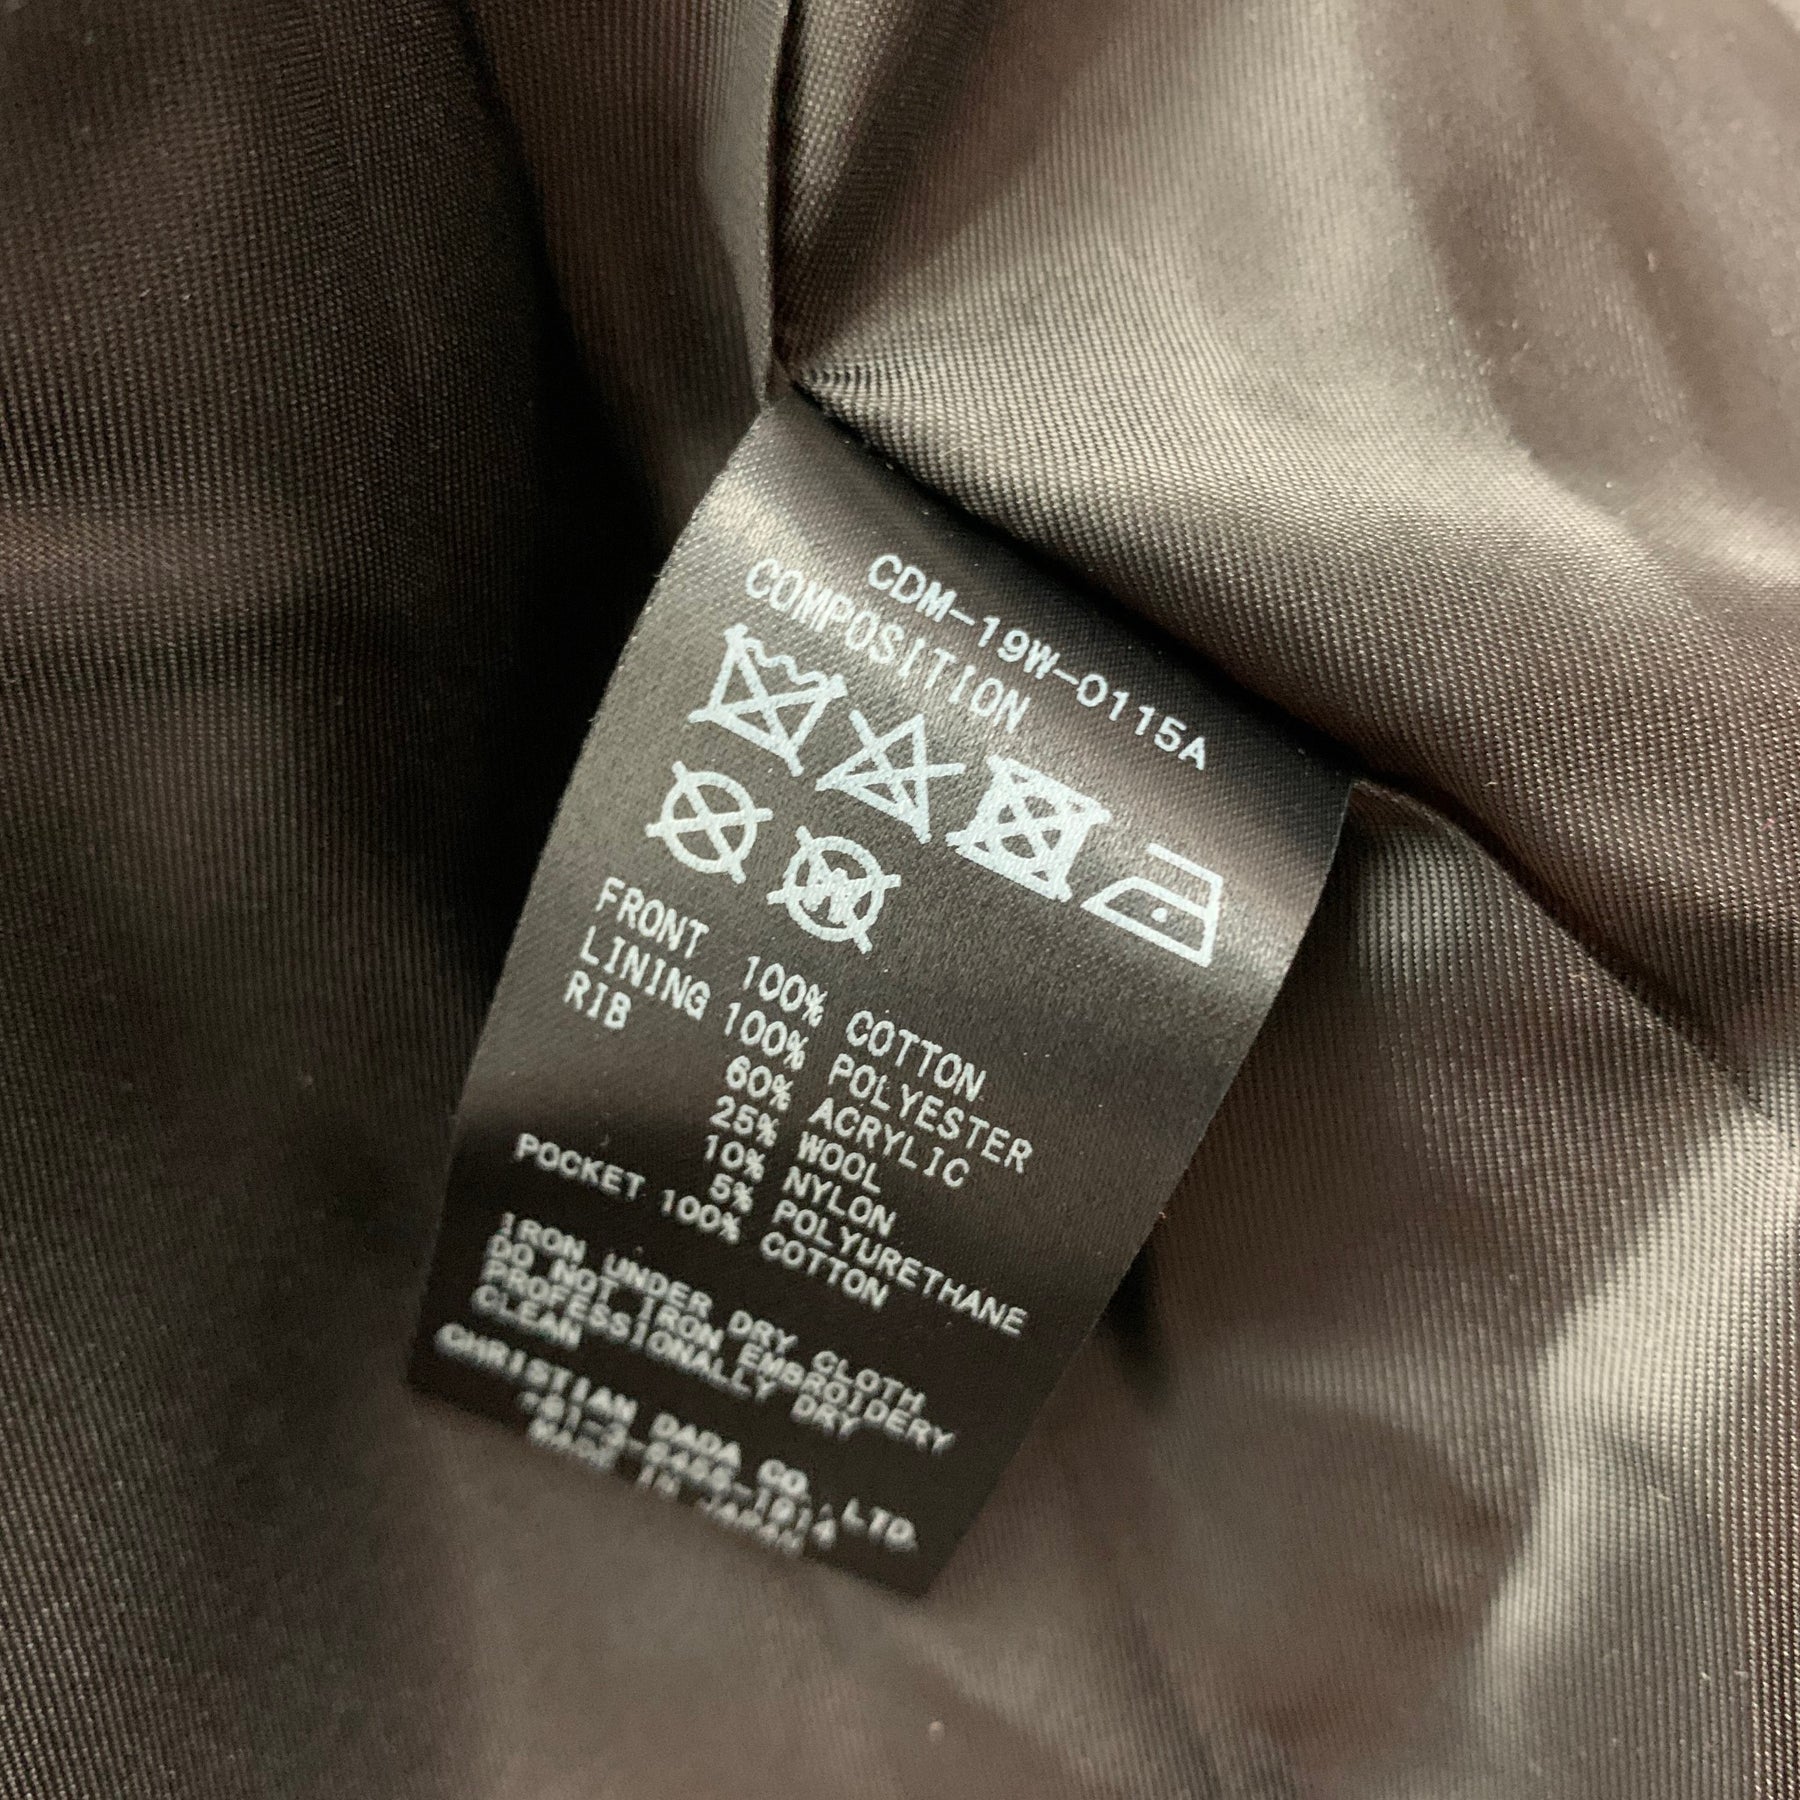 CDM-19W-0115A
COMPOSITION
FRONT 100% COTTON
LINING 100% POLYESTER
RIB 60% ACRYLIC
25% WOOL
10% NYLON
5% POLYURETHANE
POCKET 100% COTTON
IRON UNDER DRY CLOTH
DO NOT IRON EMBROIDERY
PROFESSIONALLY DRY
CLEAN
CHRISTIAN DADA CO., LTD.
MADE IN JAPAN